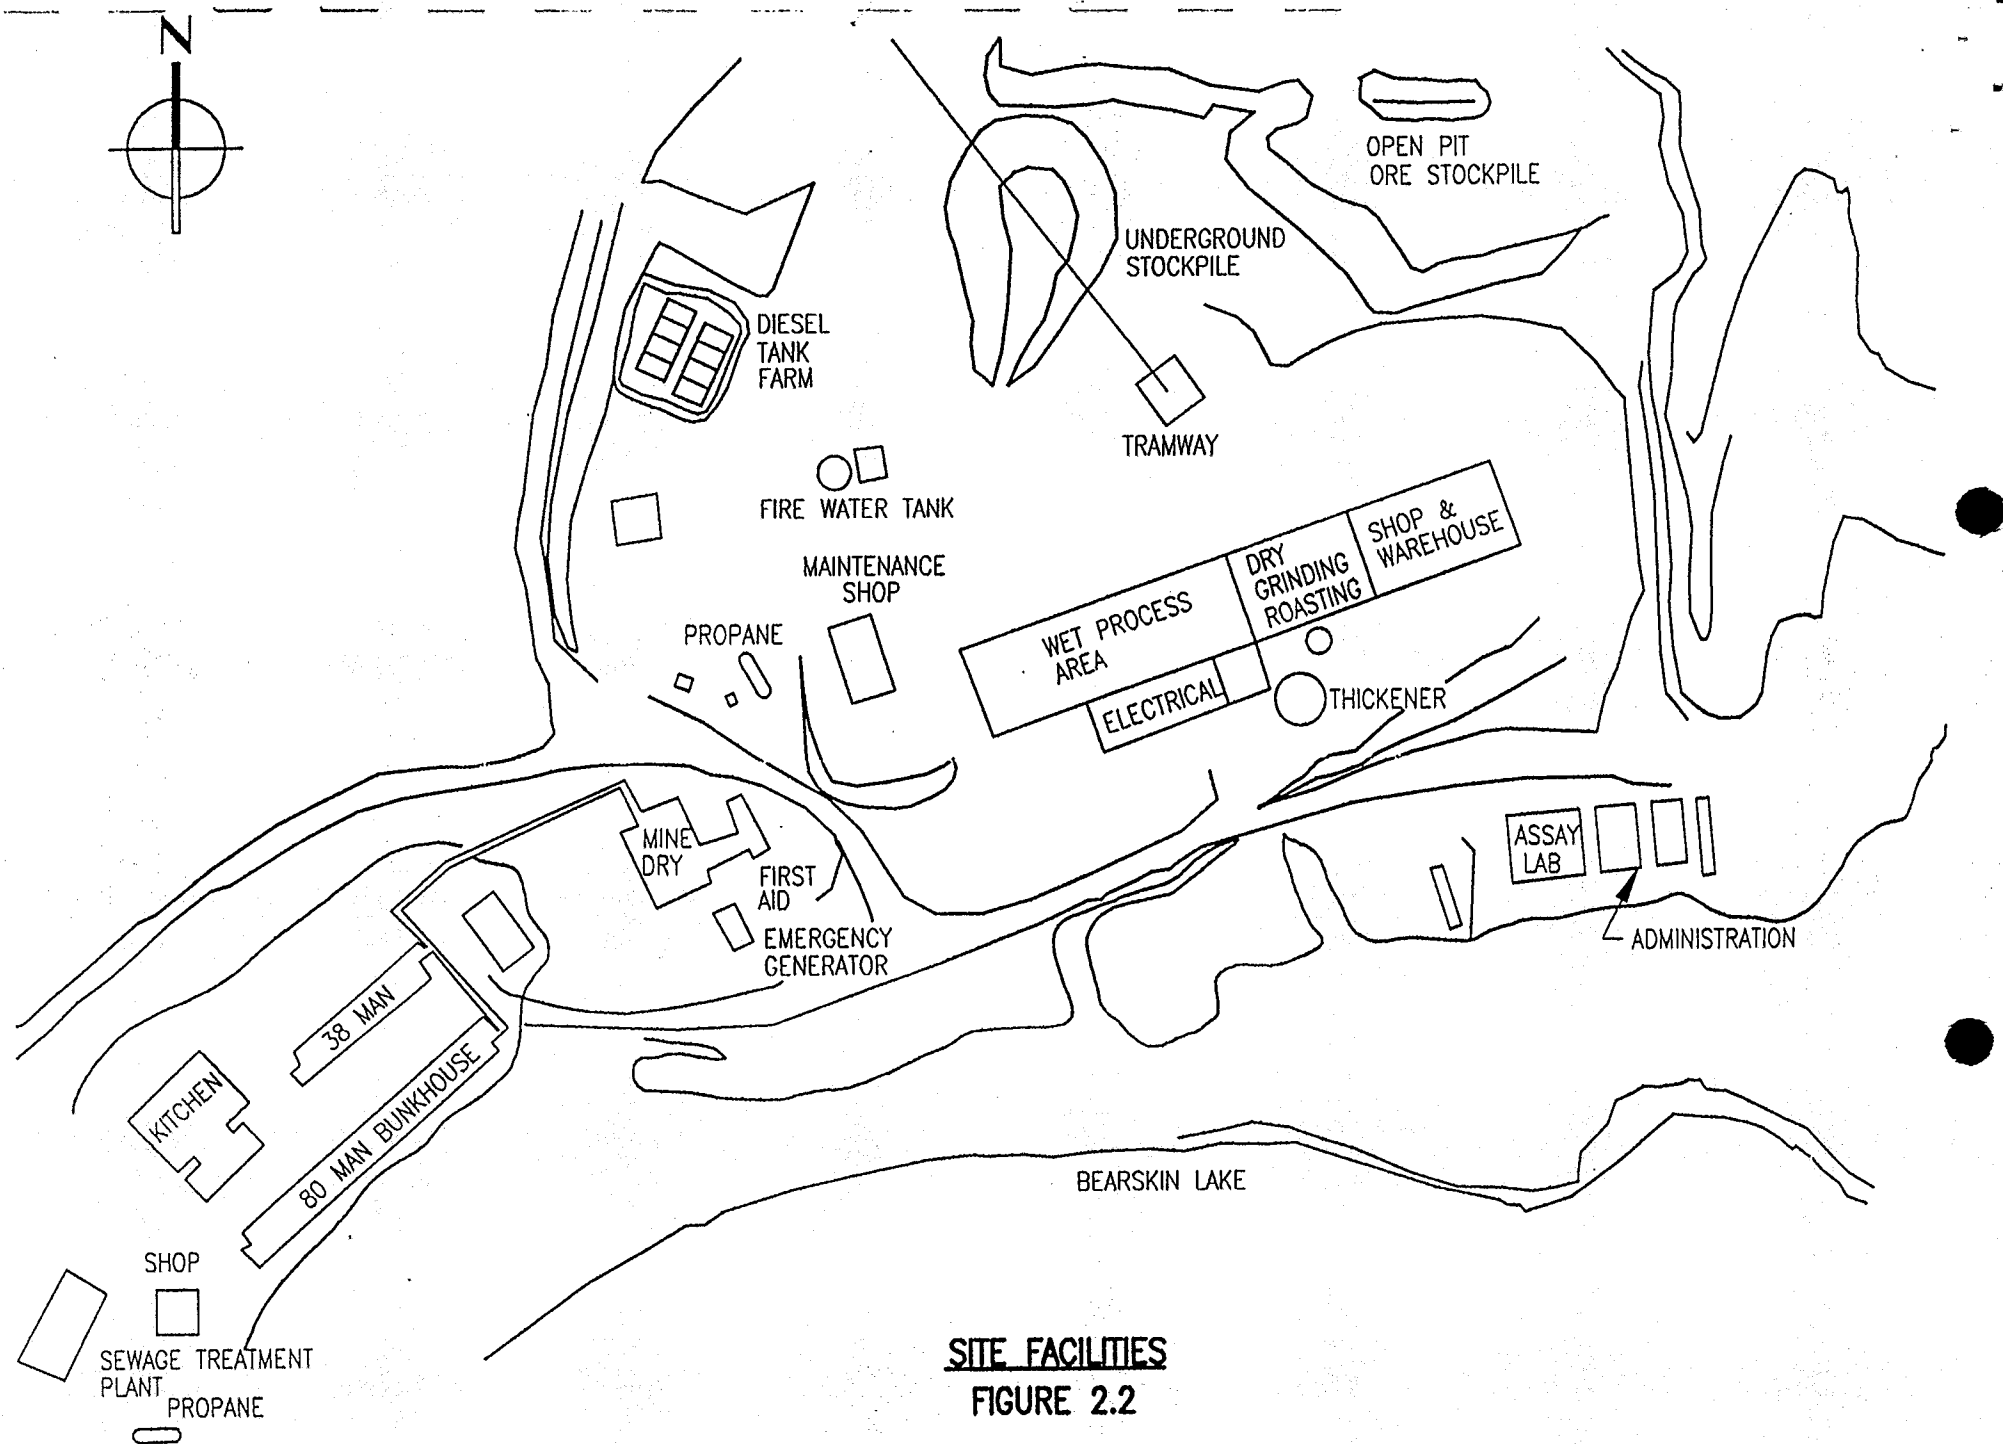 N
OPEN PIT
ORE STOCKPILE
UNDERGROUND
STOCKPILE
DIESEL
TANK
FARM
TRAMWAY
FIRE WATER TANK
SHOP &
WAREHOUSE
DRY
GRINDING
ROASTING
MAINTENANCE
SHOP
WET PROCESS
AREA
PROPANE
ELECTRICAL
THICKENER
MINE
DRY
FIRST
AID
ASSAY
LAB
EMERGENCY
GENERATOR
ADMINISTRATION
38 MAN
KITCHEN
80 MAN BUNKHOUSE
BEARSKIN LAKE
SHOP
SEWAGE TREATMENT
PLANT
PROPANE
SITE FACILITIES
FIGURE 2.2